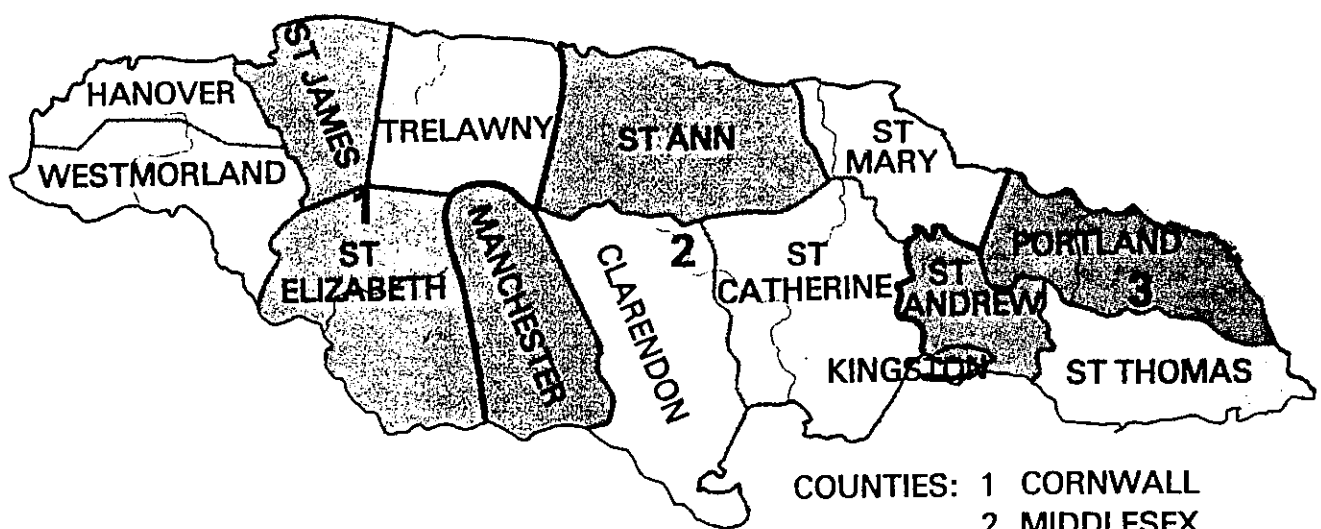 HANOVER
WESTMORLAND
ST JAMES
TRELAWNY
ST ANN
ST
MARY
1
ST
ELIZABETH
MANCHESTER
2
CLARENDON
ST
CATHERINE
ST
ANDREW
PORTLAND
3
KINGSTON
ST THOMAS
COUNTIES: 1 CORNWALL
2 MIDDLESEX